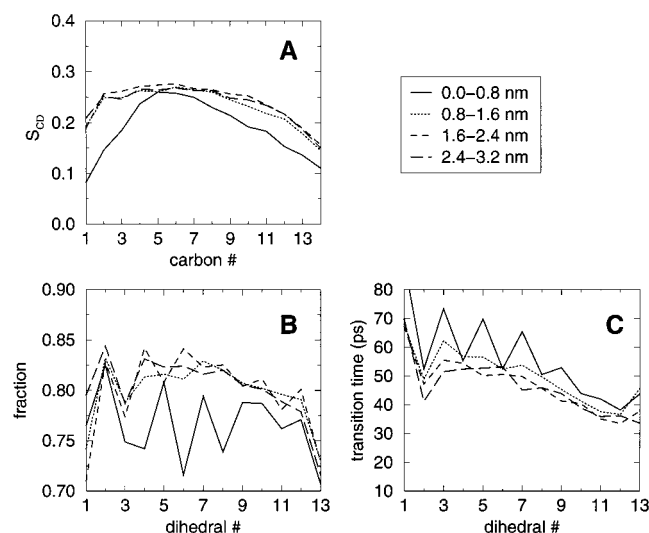 A
S_CD
0.4
0.3
0.2
0.1
0.0
1 3 5 7 9 11 13
carbon #
0.0–0.8 nm
0.8–1.6 nm
1.6–2.4 nm
2.4–3.2 nm
B
fraction
0.90
0.85
0.80
0.75
0.70
1 3 5 7 9 11 13
dihedral #
C
transition time (ps)
80
70
60
50
40
30
20
10
1 3 5 7 9 11 13
dihedral #